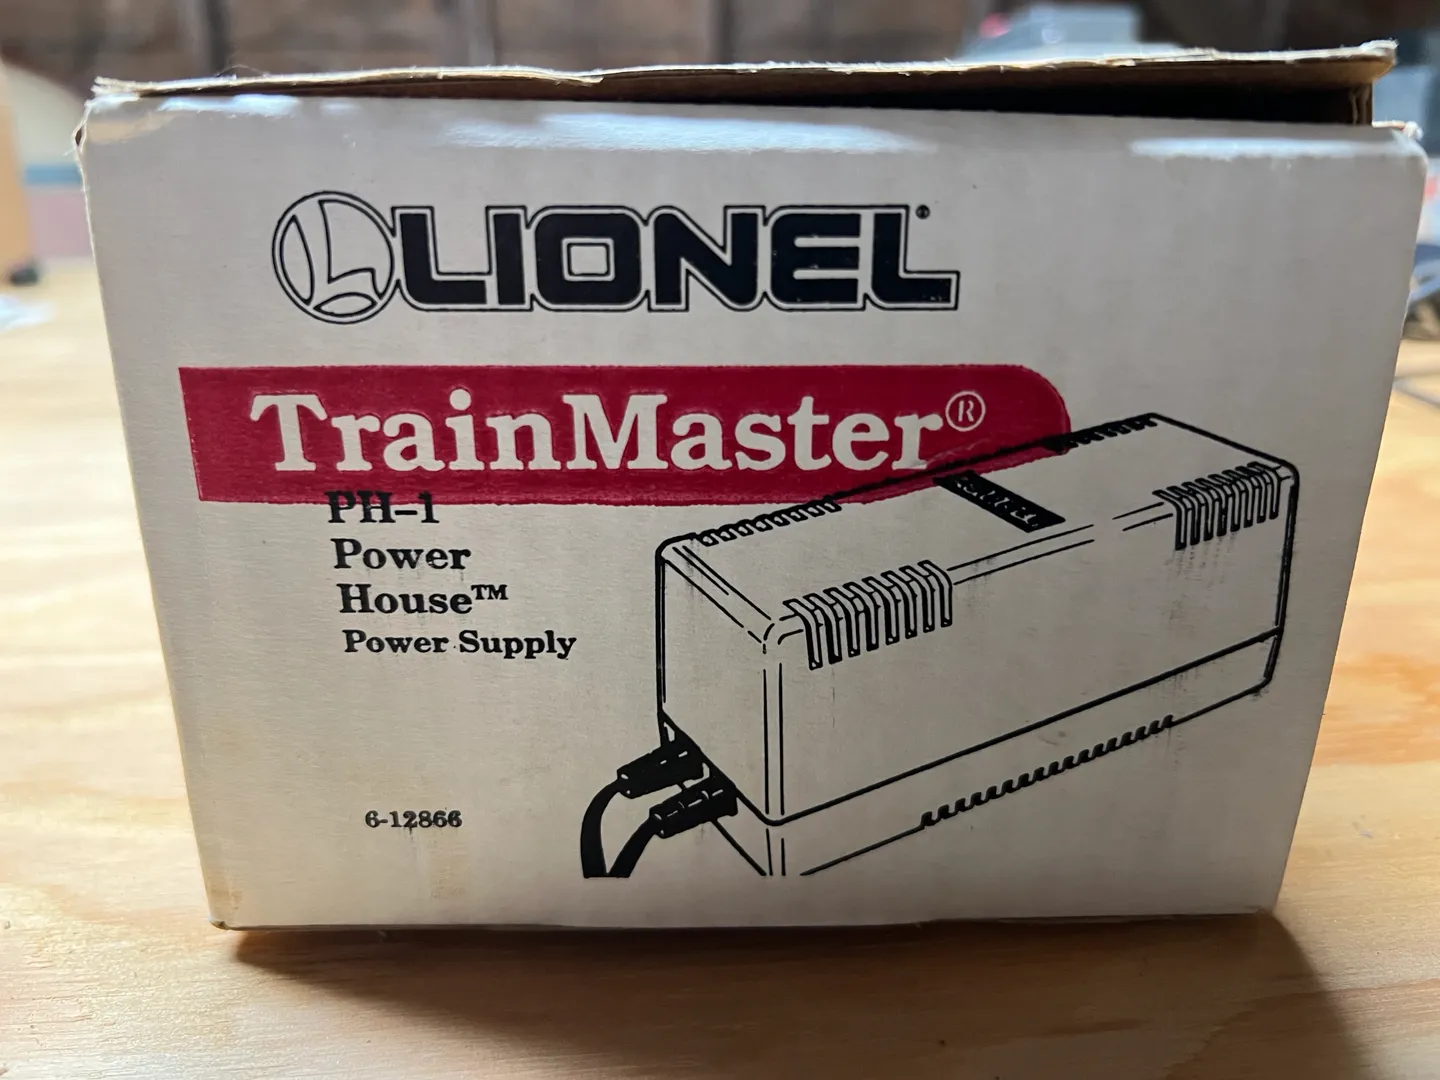 LIONEL®
TrainMaster®
PH-1
Power
House™
Power Supply
6-12866